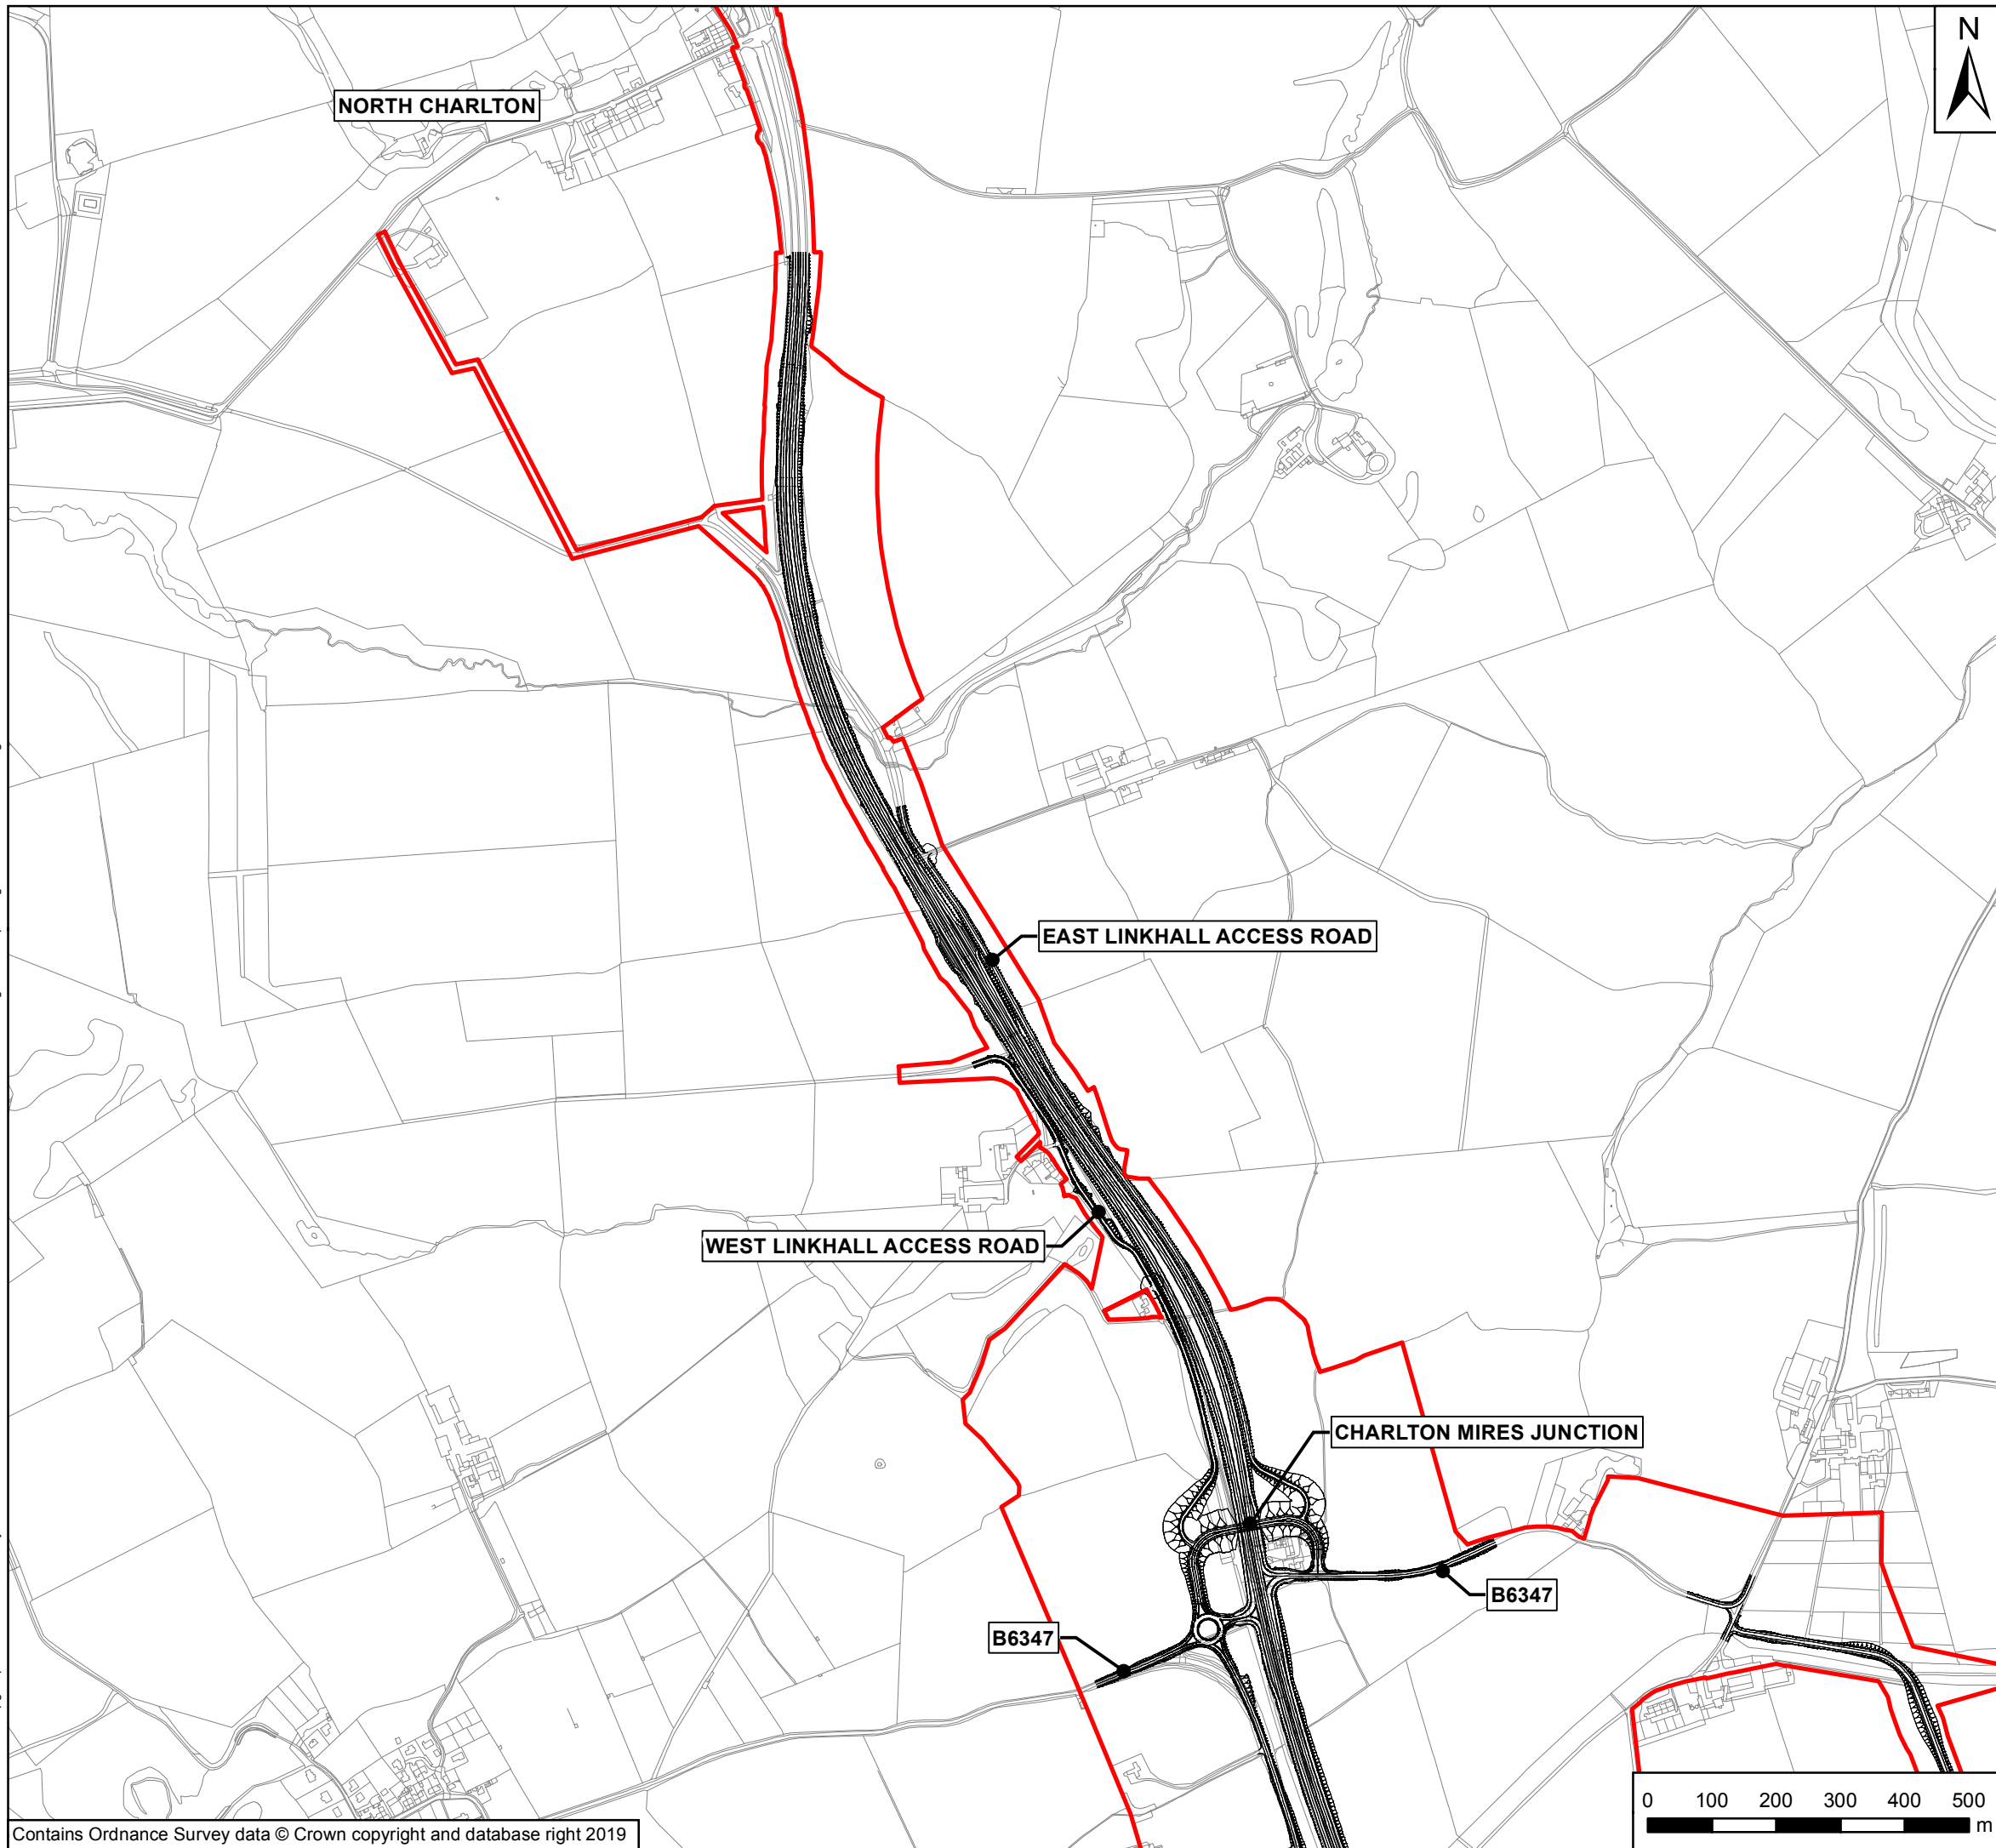 N
NORTH CHARLTON
EAST LINKHALL ACCESS ROAD
WEST LINKHALL ACCESS ROAD
CHARLTON MIRES JUNCTION
B6347
B6347
0 100 200 300 400 500
m
Contains Ordnance Survey data © Crown copyright and database right 2019